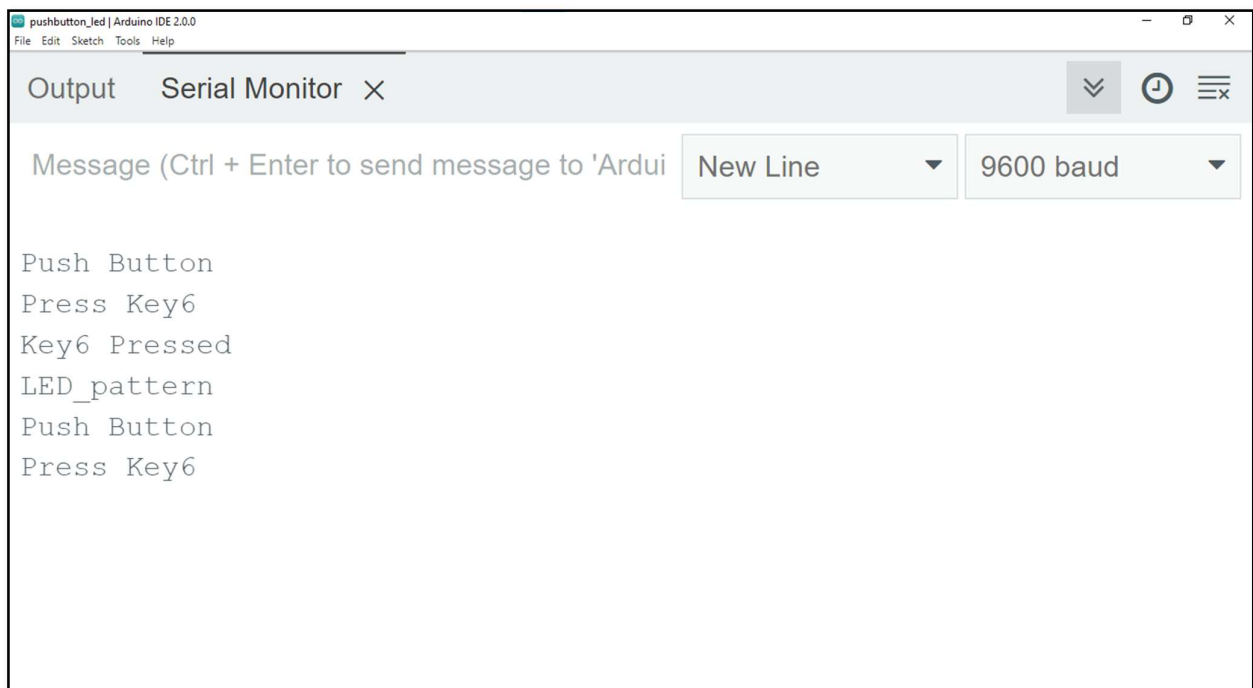 pushbutton_led | Arduino IDE 2.0.0
File Edit Sketch Tools Help
Output Serial Monitor
Message (Ctrl + Enter to send message to 'Ardui New Line 9600 baud
Push Button
Press Key6
Key6 Pressed
LED_pattern
Push Button
Press Key6